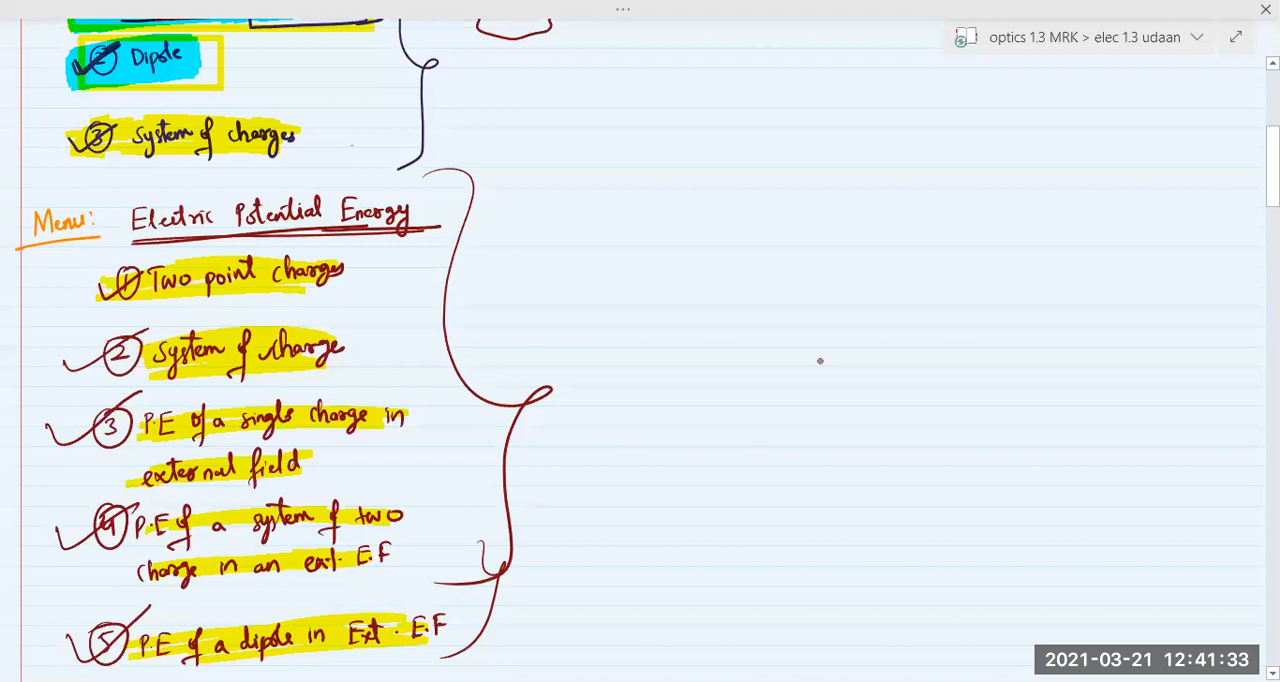 ...
optics 1.3 MRK > elec 1.3 udaan
② Dipole
③ System of charges
Menu: Electric Potential Energy
① Two point charges
② System of charge
③ P.E of a single charge in
external field
④ P.E of a system of two
charge in an ext. E.F
⑤ P.E of a dipole in Ext. E.F
2021-03-21 12:41:33